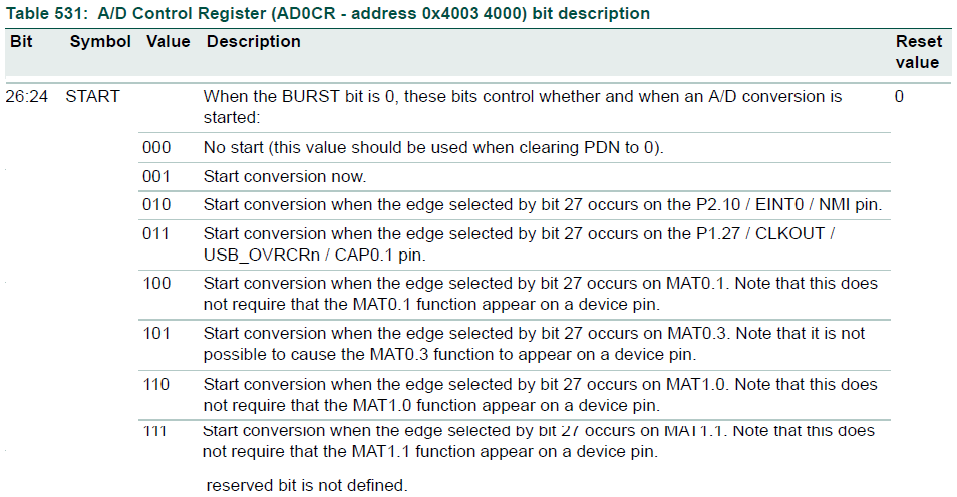 Table 531: A/D Control Register (AD0CR - address 0x4003 4000) bit description
Bit Symbol Value Description Reset
value
26:24 START When the BURST bit is 0, these bits control whether and when an A/D conversion is 0
started:
000 No start (this value should be used when clearing PDN to 0).
001 Start conversion now.
010 Start conversion when the edge selected by bit 27 occurs on the P2.10 / EINT0 / NMI pin.
011 Start conversion when the edge selected by bit 27 occurs on the P1.27 / CLKOUT /
USB_OVRCRn / CAP0.1 pin.
100 Start conversion when the edge selected by bit 27 occurs on MAT0.1. Note that this does
not require that the MAT0.1 function appear on a device pin.
101 Start conversion when the edge selected by bit 27 occurs on MAT0.3. Note that it is not
possible to cause the MAT0.3 function to appear on a device pin.
110 Start conversion when the edge selected by bit 27 occurs on MAT1.0. Note that this does
not require that the MAT1.0 function appear on a device pin.
111 Start conversion when the edge selected by bit 27 occurs on MAT1.1. Note that this does
not require that the MAT1.1 function appear on a device pin.
reserved bit is not defined.